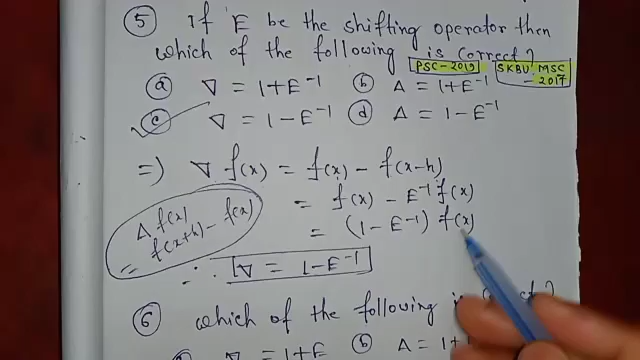 ⑤ If E be the shifting operator then
which of the following is correct?
PSC-2019 SKBU MSC
- 2017
ⓐ ∇ = 1+E⁻¹ ⓑ Δ = 1+E⁻¹
ⓒ ∇ = 1-E⁻¹ ⓓ Δ = 1-E⁻¹
⇒) ∇ f(x) = f(x) - f(x-h)
= f(x) - E⁻¹ f(x)
= (1-E⁻¹) f(x)
Δ f(x)
= f(x+h) - f(x)
∴ ∇ = 1-E⁻¹
⑥ which of the following is
∇ = 1+E ⓑ Δ = 1+